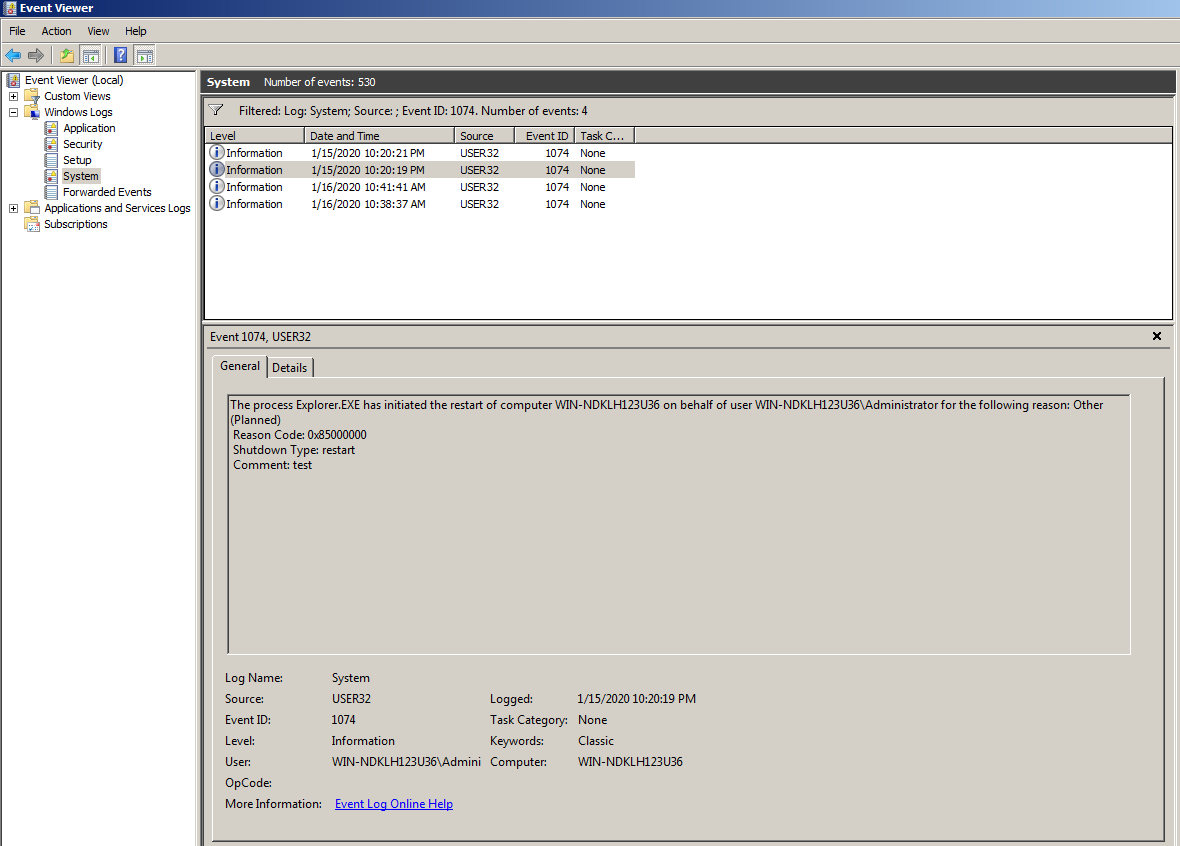 Event Viewer
File Action View Help
Event Viewer (Local)
Custom Views
Windows Logs
Application
Security
Setup
System
Forwarded Events
Applications and Services Logs
Subscriptions
System Number of events: 530
Filtered: Log: System; Source: ; Event ID: 1074. Number of events: 4
Level Date and Time Source Event ID Task C...
Information 1/15/2020 10:20:21 PM USER32 1074 None
Information 1/15/2020 10:20:19 PM USER32 1074 None
Information 1/16/2020 10:41:41 AM USER32 1074 None
Information 1/16/2020 10:38:37 AM USER32 1074 None
Event 1074, USER32
General Details
The process Explorer.EXE has initiated the restart of computer WIN-NDKLH123U36 on behalf of user WIN-NDKLH123U36\Administrator for the following reason: Other
(Planned)
Reason Code: 0x85000000
Shutdown Type: restart
Comment: test
Log Name: System
Source: USER32 Logged: 1/15/2020 10:20:19 PM
Event ID: 1074 Task Category: None
Level: Information Keywords: Classic
User: WIN-NDKLH123U36\Admini Computer: WIN-NDKLH123U36
OpCode:
More Information: Event Log Online Help